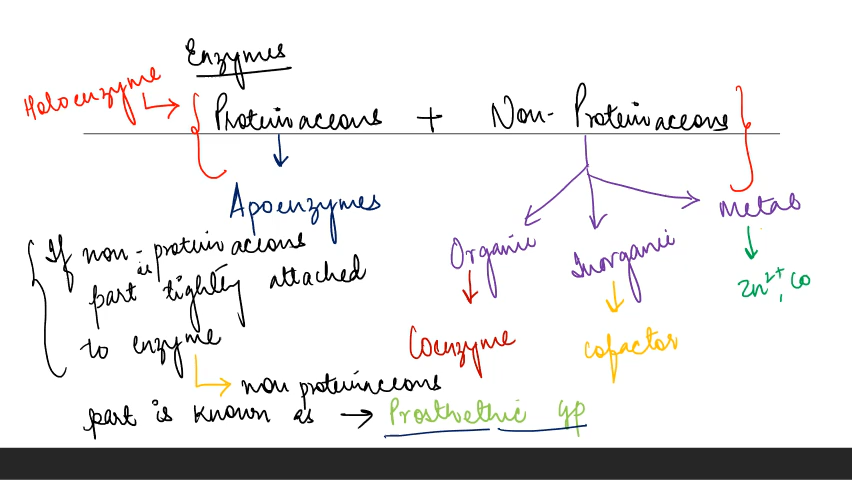 Enzymes
Holoenzyme
Proteinaceous + Non-Proteinaceous
Apoenzymes
Metals
Organic
Inorganic
Zn2+, Co
Coenzyme
cofactor
If non-proteinaceous
part is tightly attached
to enzyme
non proteinaceous
part is known as → Prosthethic gp